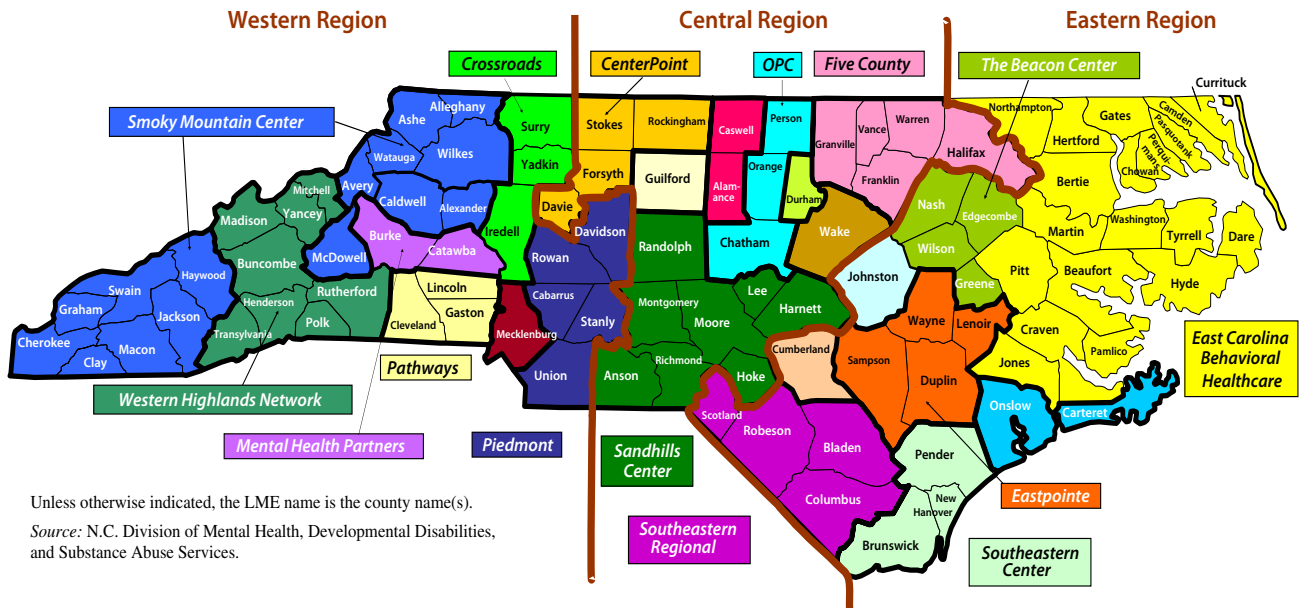 Western Region
Central Region
Eastern Region
Crossroads
CenterPoint
OPC
Five County
The Beacon Center
Currituck
Smoky Mountain Center
Alleghany
Ashe
Wilkes
Watauga
Avery
Caldwell
Alexander
Surry
Yadkin
Iredell
Stokes
Rockingham
Forsyth
Davie
Guilford
Caswell
Alam-
ance
Person
Orange
Chatham
Durham
Granville
Vance
Warren
Franklin
Halifax
Northampton
Gates
Hertford
Camden
Pasquotank
Perqui-
mans
Chowan
Bertie
Martin
Washington
Tyrrell
Dare
Hyde
Beaufort
Pitt
Craven
Pamlico
Jones
Nash
Edgecombe
Wilson
Greene
Wake
Johnston
Mitchell
Yancey
Madison
Buncombe
McDowell
Burke
Catawba
Haywood
Swain
Graham
Jackson
Cherokee
Macon
Clay
Henderson
Transylvania
Rutherford
Polk
Lincoln
Gaston
Cleveland
Mecklenburg
Rowan
Davidson
Cabarrus
Stanly
Union
Randolph
Montgomery
Moore
Lee
Harnett
Richmond
Anson
Hoke
Cumberland
Sampson
Wayne
Lenoir
Duplin
Onslow
Carteret
Scotland
Robeson
Bladen
Columbus
Pender
New
Hanover
Brunswick
Pathways
Western Highlands Network
Mental Health Partners
Piedmont
Sandhills
Center
Southeastern
Regional
Eastpointe
Southeastern
Center
East Carolina
Behavioral
Healthcare
Unless otherwise indicated, the LME name is the county name(s).
Source: N.C. Division of Mental Health, Developmental Disabilities,
and Substance Abuse Services.